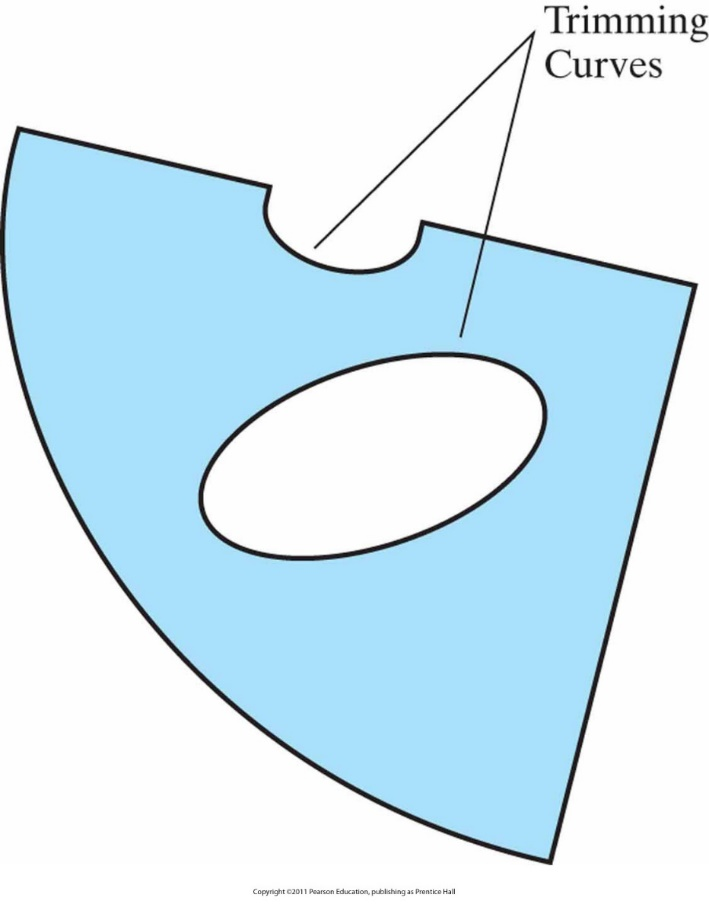 Trimming
Curves
Copyright ©2011 Pearson Education, publishing as Prentice Hall